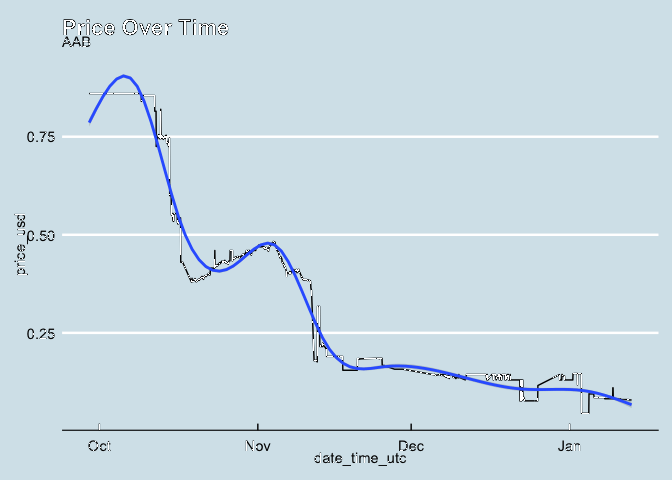 Price Over Time
AAB
price_usd
0.75
0.50
0.25
Oct Nov Dec Jan
date_time_utc